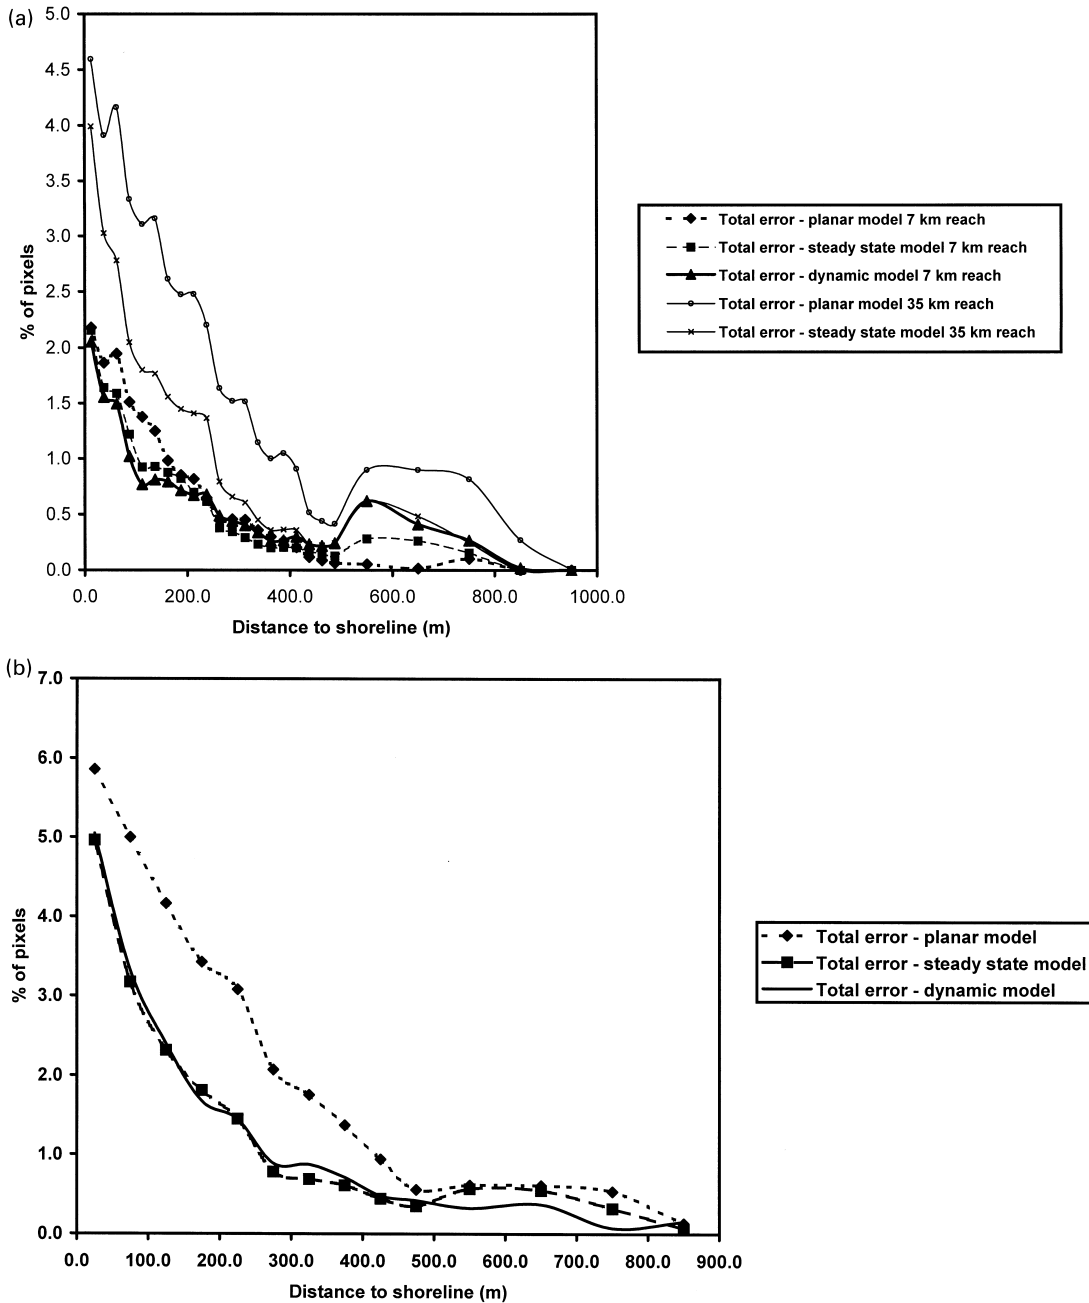 (a)
5.0
4.5
4.0
3.5
3.0
2.5
2.0
1.5
1.0
0.5
0.0
% of pixels
0.0 200.0 400.0 600.0 800.0 1000.0
Distance to shoreline (m)
Total error - planar model 7 km reach
Total error - steady state model 7 km reach
Total error - dynamic model 7 km reach
Total error - planar model 35 km reach
Total error - steady state model 35 km reach
(b)
7.0
6.0
5.0
4.0
3.0
2.0
1.0
0.0
% of pixels
0.0 100.0 200.0 300.0 400.0 500.0 600.0 700.0 800.0 900.0
Distance to shoreline (m)
Total error - planar model
Total error - steady state model
Total error - dynamic model